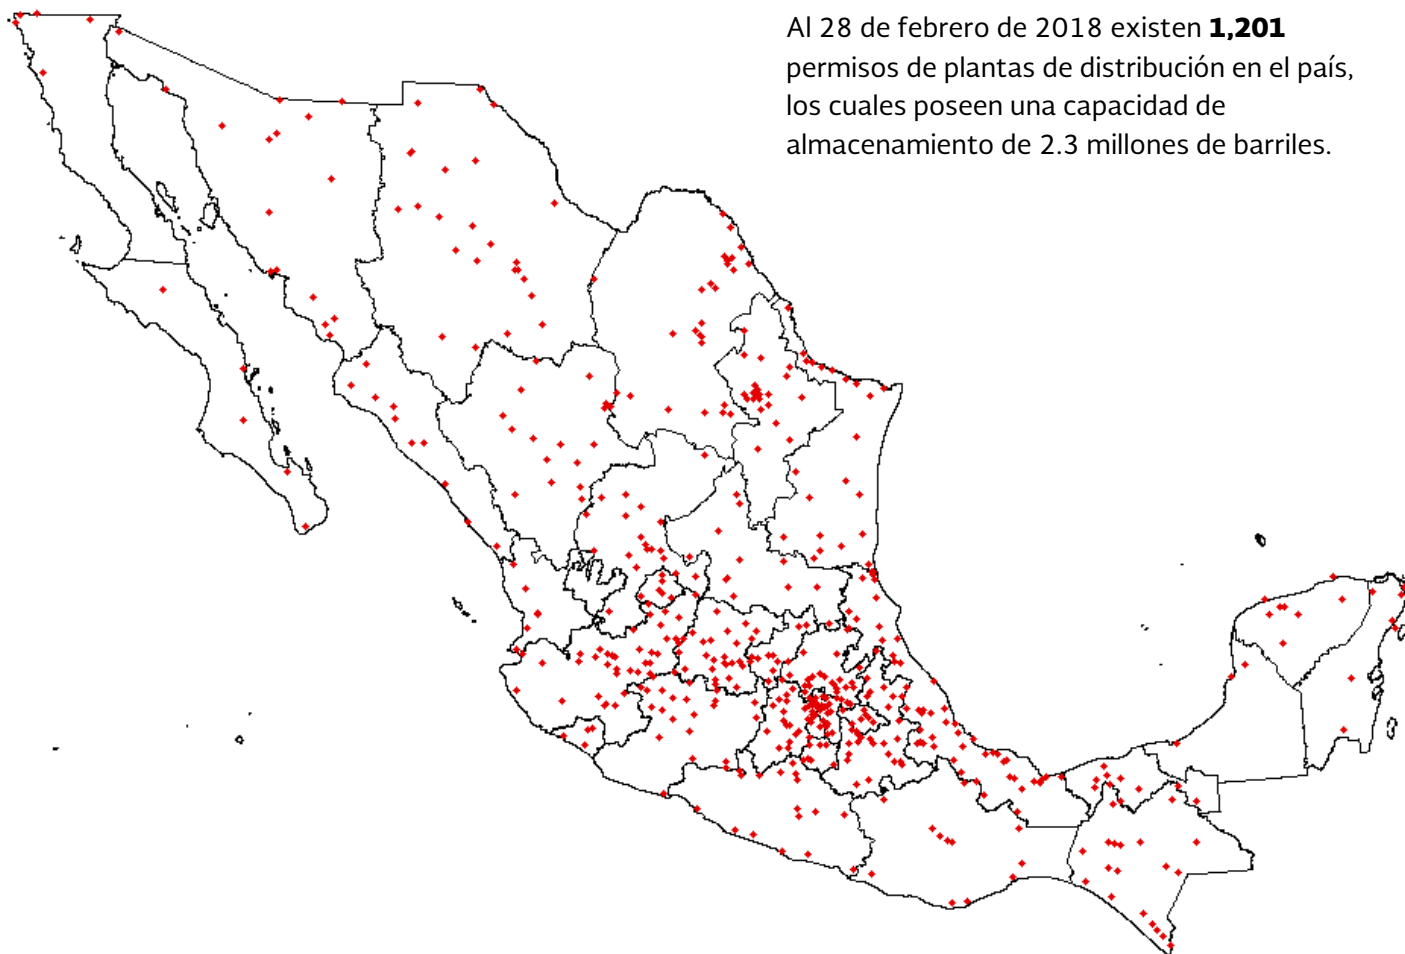 Al 28 de febrero de 2018 existen 1,201
permisos de plantas de distribución en el país,
los cuales poseen una capacidad de
almacenamiento de 2.3 millones de barriles.